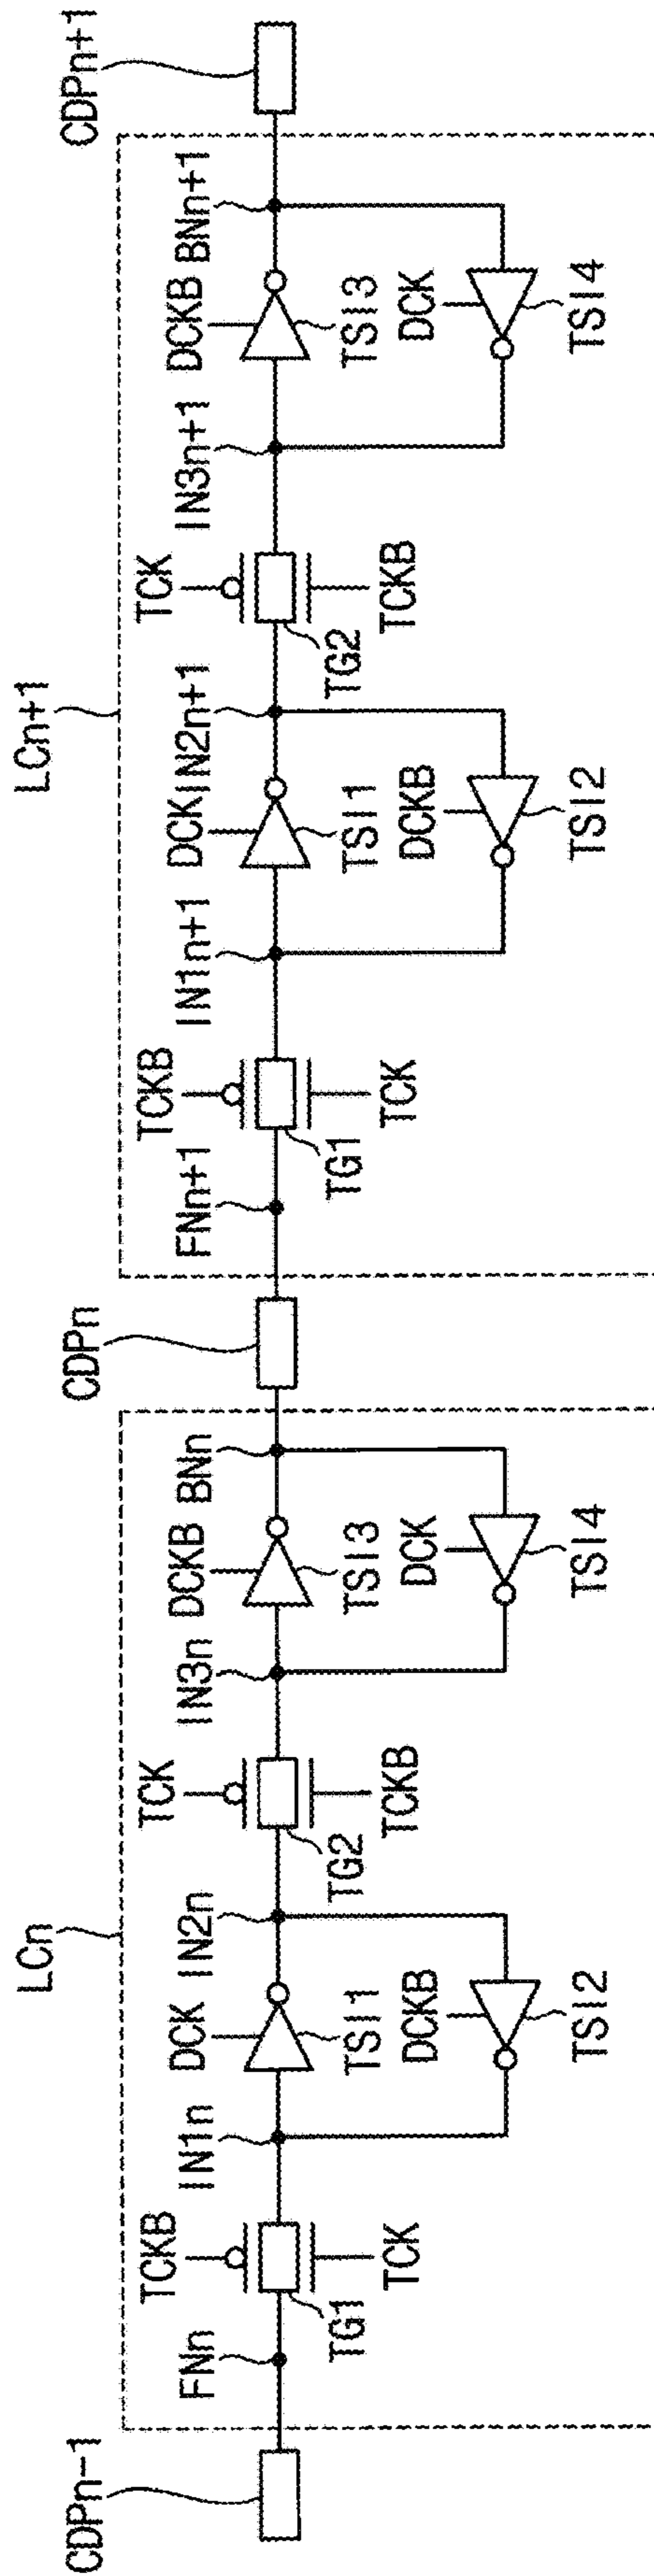 LCn
LCn+1
CDPn-1
CDPn
CDPn+1
FNn
TCKB
TG1
TCK
IN1n
DCK
TSI1
IN2n
DCKB
TSI2
TCK
TG2
TCKB
IN3n
DCKB
TSI3
BNn
DCK
TSI4
FNn+1
TCKB
TG1
TCK
IN1n+1
DCK
TSI1
IN2n+1
DCKB
TSI2
TCK
TG2
TCKB
IN3n+1
DCKB
TSI3
BNn+1
DCK
TSI4